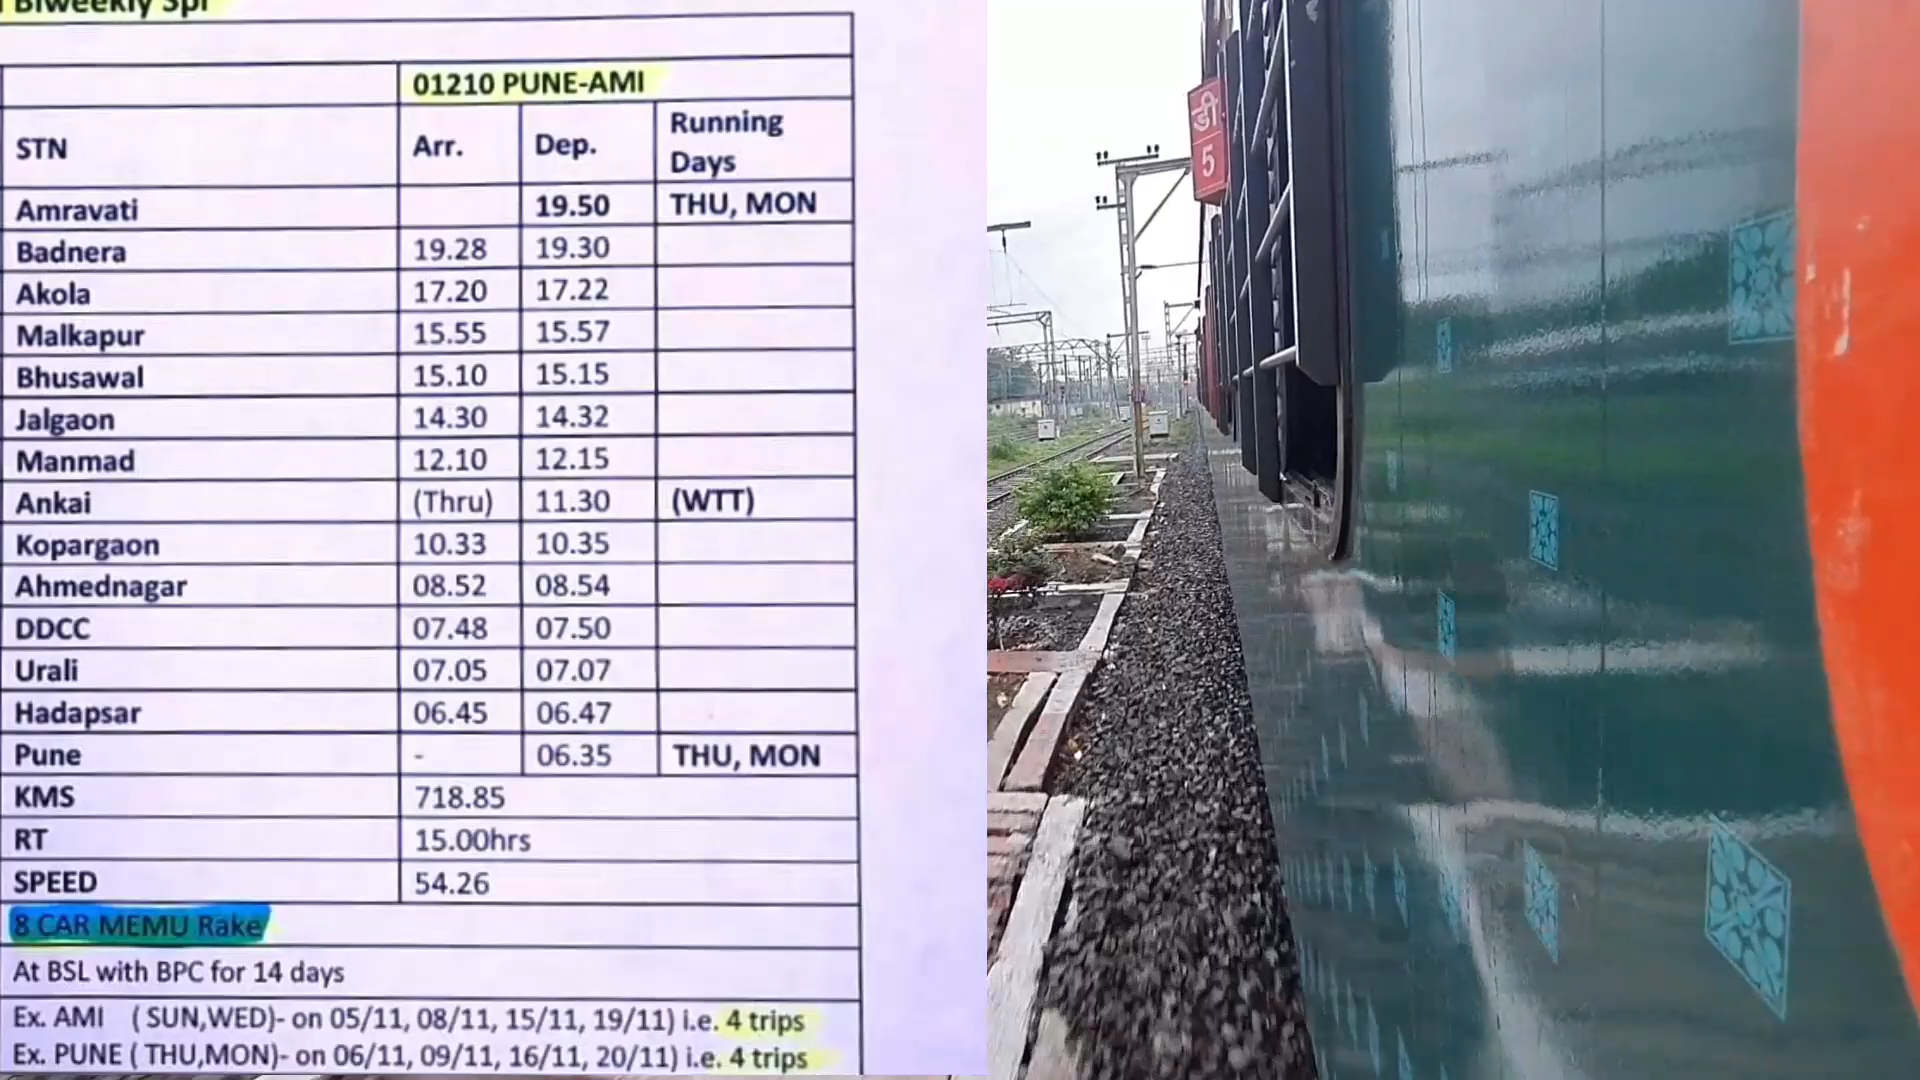 Biweekly Spl
01210 PUNE-AMI
STN Arr. Dep. Running Days
Amravati 19.50 THU, MON
Badnera 19.28 19.30
Akola 17.20 17.22
Malkapur 15.55 15.57
Bhusawal 15.10 15.15
Jalgaon 14.30 14.32
Manmad 12.10 12.15
Ankai (Thru) 11.30 (WTT)
Kopargaon 10.33 10.35
Ahmednagar 08.52 08.54
DDCC 07.48 07.50
Urali 07.05 07.07
Hadapsar 06.45 06.47
Pune - 06.35 THU, MON
KMS 718.85
RT 15.00hrs
SPEED 54.26
8 CAR MEMU Rake
At BSL with BPC for 14 days
Ex. AMI ( SUN,WED)- on 05/11, 08/11, 15/11, 19/11) i.e. 4 trips
Ex. PUNE ( THU,MON)- on 06/11, 09/11, 16/11, 20/11) i.e. 4 trips
डी
5